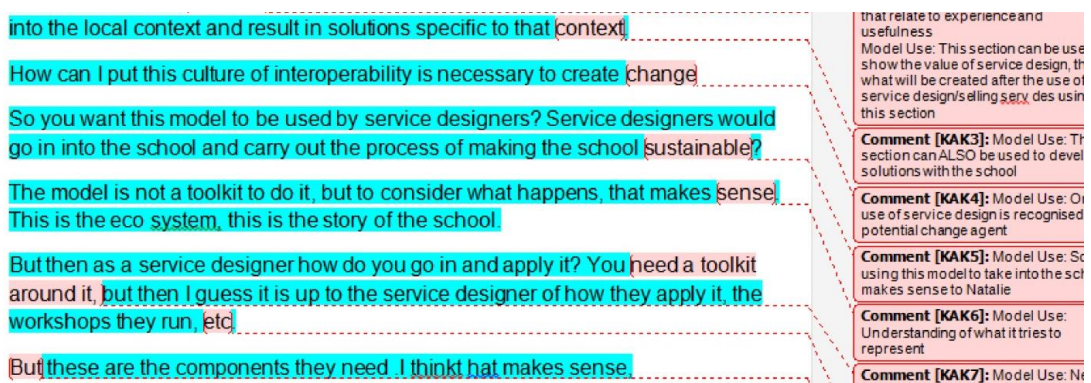 into the local context and result in solutions specific to that context.
How can I put this culture of interoperability is necessary to create change
So you want this model to be used by service designers? Service designers would
go in into the school and carry out the process of making the school sustainable?
The model is not a toolkit to do it, but to consider what happens, that makes sense.
This is the eco system, this is the story of the school.
But then as a service designer how do you go in and apply it? You need a toolkit
around it, but then I guess it is up to the service designer of how they apply it, the
workshops they run, etc.
But these are the components they need .I thinkt hat makes sense.
that relate to experience and
usefulness
Model Use: This section can be use
show the value of service design, th
what will be created after the use of
service design/selling serv des usin
this section
Comment [KAK3]: Model Use: Th
section can ALSO be used to devel
solutions with the school
Comment [KAK4]: Model Use: On
use of service design is recognised
potential change agent
Comment [KAK5]: Model Use: So
using this model to take into the sch
makes sense to Natalie
Comment [KAK6]: Model Use:
Understanding of what it tries to
represent
Comment [KAK7]: Model Use: Ne